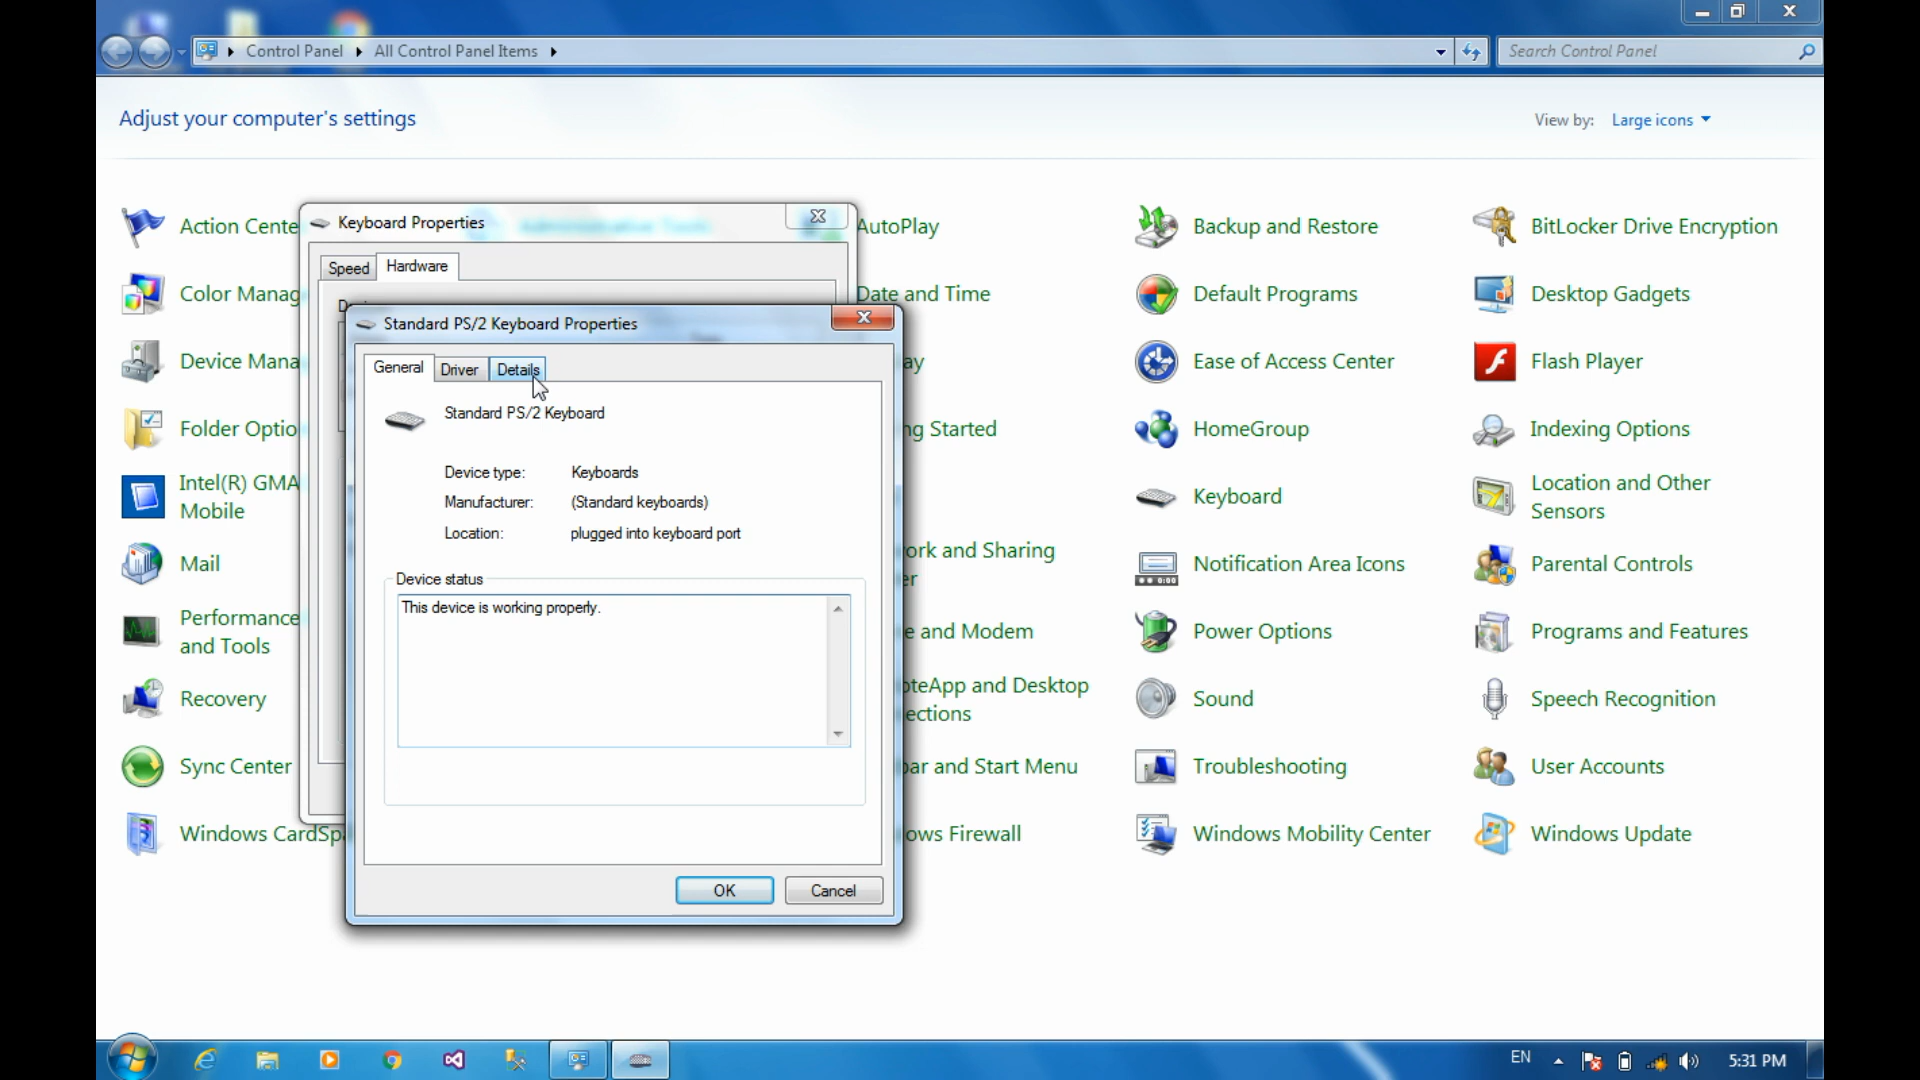 Control Panel
All Control Panel Items
Search Control Panel
Adjust your computer's settings
View by: Large icons
Action Cente
Keyboard Properties
AutoPlay
Backup and Restore
BitLocker Drive Encryption
Speed
Hardware
Color Manag
Date and Time
Default Programs
Desktop Gadgets
Standard PS/2 Keyboard Properties
Device Mana
General
Driver
Details
ay
Ease of Access Center
Flash Player
Standard PS/2 Keyboard
Folder Optio
ng Started
HomeGroup
Indexing Options
Device type: Keyboards
Manufacturer: (Standard keyboards)
Location: plugged into keyboard port
Intel(R) GMA
Mobile
Keyboard
Location and Other
Sensors
Mail
ork and Sharing
er
Notification Area Icons
Parental Controls
Device status
This device is working properly.
Performance
and Tools
e and Modem
Power Options
Programs and Features
Recovery
oteApp and Desktop
ections
Sound
Speech Recognition
Sync Center
bar and Start Menu
Troubleshooting
User Accounts
Windows CardSpa
ows Firewall
Windows Mobility Center
Windows Update
OK
Cancel
EN
5:31 PM